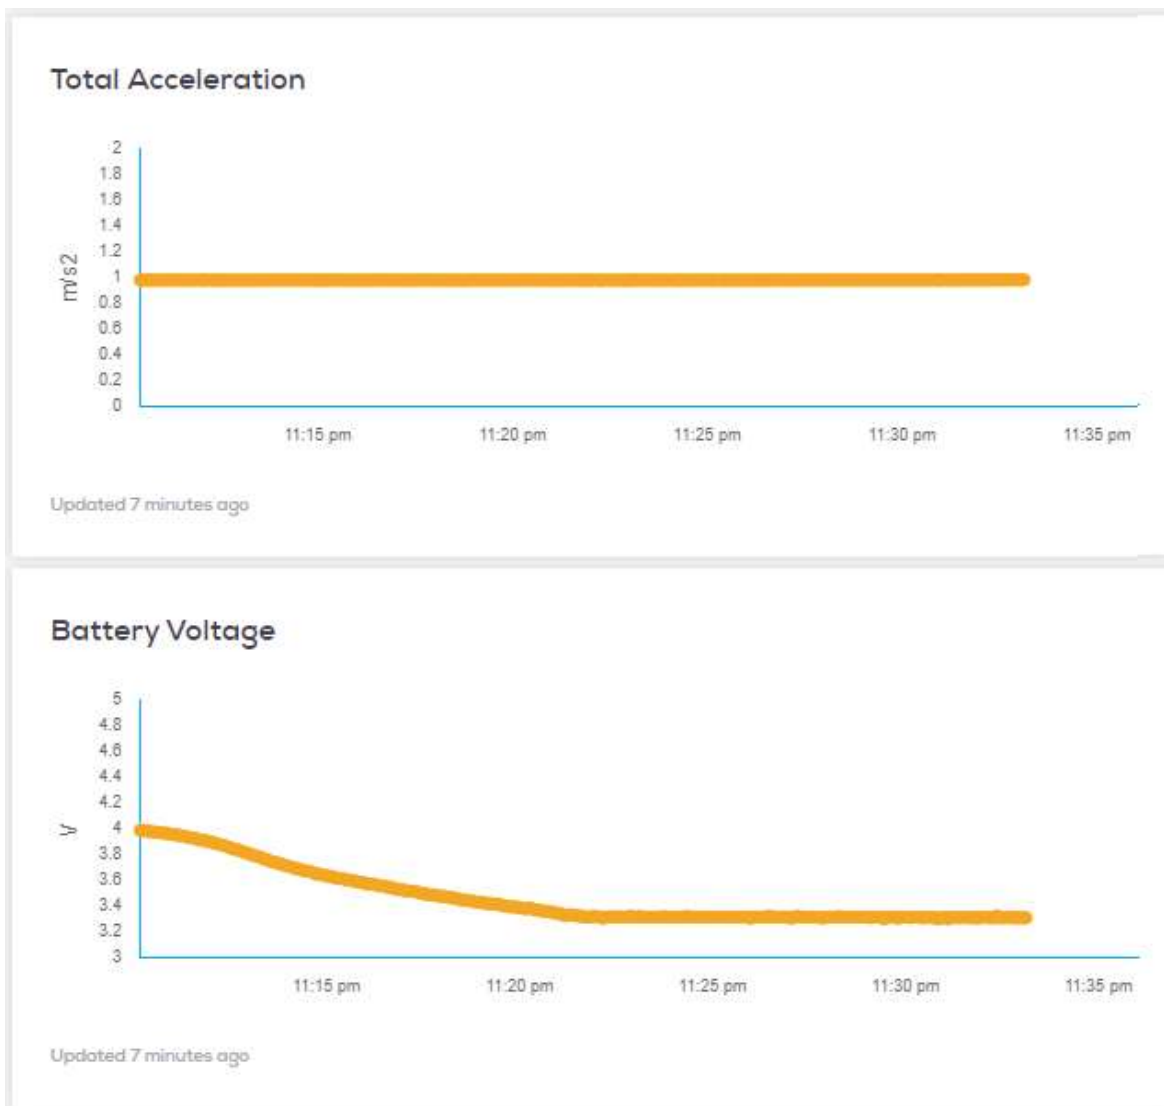 Total Acceleration
2
1.8
1.6
1.4
1.2
1
0.8
0.6
0.4
0.2
0
m/s2
11:15 pm 11:20 pm 11:25 pm 11:30 pm 11:35 pm
Updated 7 minutes ago
Battery Voltage
5
4.8
4.6
4.4
4.2
4
3.8
3.6
3.4
3.2
3
V
11:15 pm 11:20 pm 11:25 pm 11:30 pm 11:35 pm
Updated 7 minutes ago